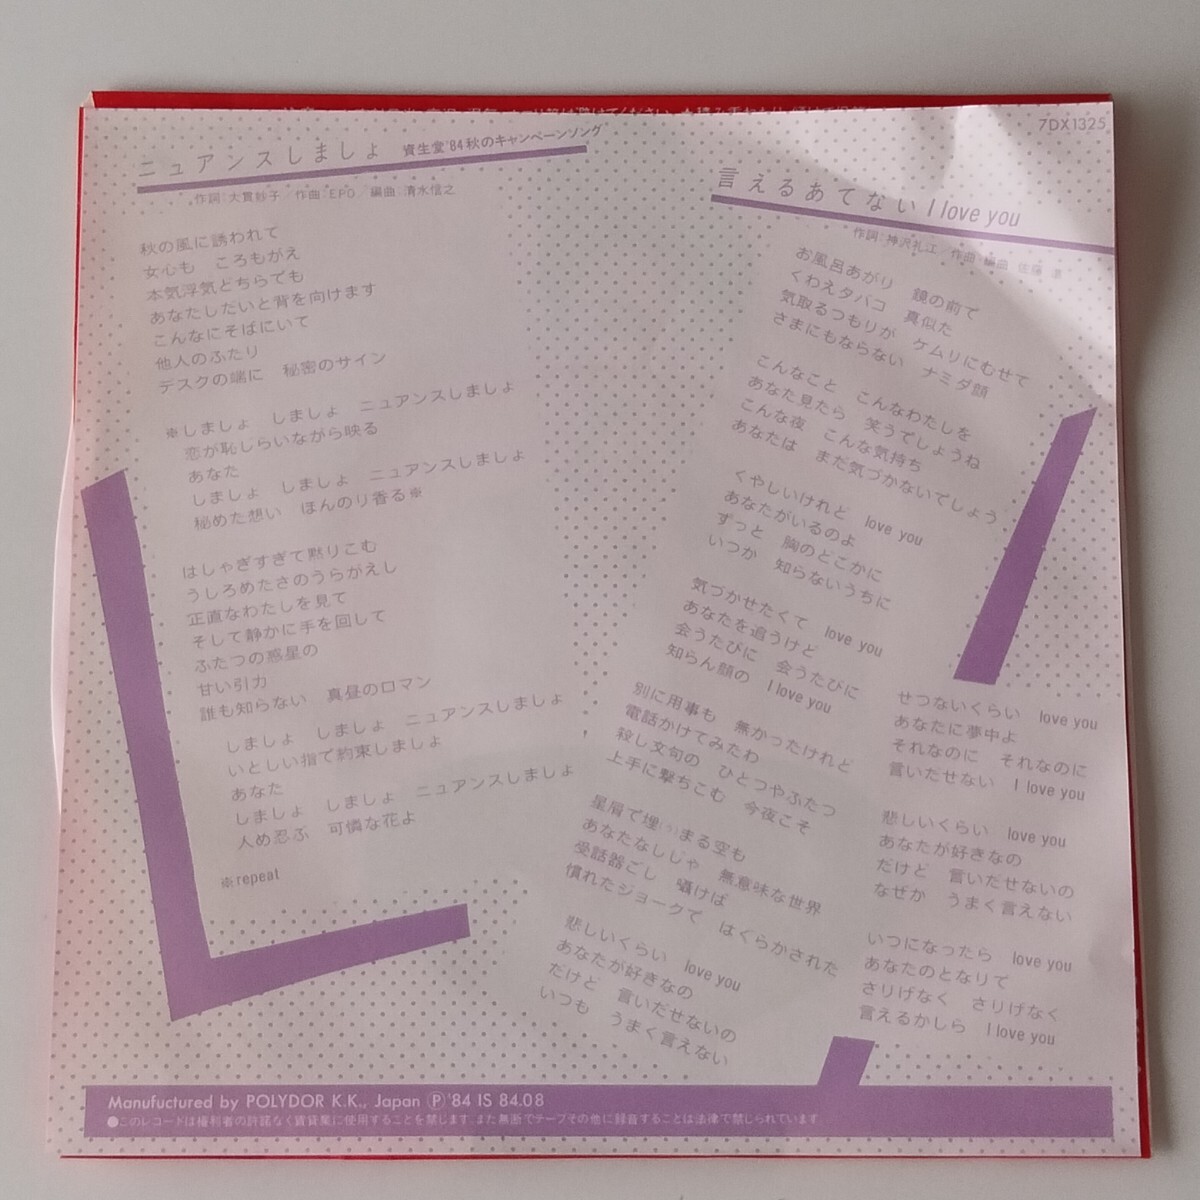 7DX1325
ニュアンスしましょ 資生堂'84秋のキャンペーンソング
作詞:大貫妙子/作曲:EPO/編曲:清水信之
秋の風に誘われて
女心も ころもがえ
本気浮気どちらでも
あなたしだいと背を向けます
こんなにそばにいて
他人のふたり
デスクの端に 秘密のサイン
※しましょ しましょ ニュアンスしましょ
恋が恥じらいながら映る
あなた
しましょ しましょ ニュアンスしましょ
秘めた想い ほんのり香る※
はしゃぎすぎて黙りこむ
うしろめたさのうらがえし
正直なわたしを見て
そして静かに手を回して
ふたつの惑星の
甘い引力
誰も知らない 真昼のロマン
しましょ しましょ ニュアンスしましょ
いとしい指で約束しましょ
あなた
しましょ しましょ ニュアンスしましょ
人め忍ぶ 可憐な花よ
※repeat
言えるあてない I love you
作詞:神沢礼江/作曲・編曲:佐藤 準
お風呂あがり 鏡の前で
くわえタバコ 真似た
気取るつもりが ケムリにむせて
さまにもならない ナミダ顔
こんなこと こんなわたしを
あなた見たら 笑うでしょうね
こんな夜 こんな気持ち
あなたは まだ気づかないでしょう
くやしいけれど love you
あなたがいるのよ
ずっと 胸のどこかに
いつか 知らないうちに
気づかせたくて love you
あなたを追うけど
会うたびに 会うたびに
知らん顔の I love you
別に用事も 無かったけれど
電話かけてみたわ
殺し文句の ひとつやふたつ
上手に撃ちこむ 今夜こそ
星屑で埋(う)まる空も
あなたなしじゃ 無意味な世界
受話器ごし 囁けば
慣れたジョークで はぐらかされた
悲しいくらい love you
あなたが好きなの
だけど 言いだせないの
いつも うまく言えない
せつないくらい love you
あなたに夢中よ
それなのに それなのに
言いだせない I love you
悲しいくらい love you
あなたが好きなの
だけど 言いだせないの
なぜか うまく言えない
いつになったら love you
あなたのとなりで
さりげなく さりげなく
言えるかしら I love you
Manufuctured by POLYDOR K.K., Japan Ⓟ'84 IS 84.08
●このレコードは権利者の許諾なく賃貸業に使用することを禁じます。また無断でテープその他に録音することは法律で禁じられています。